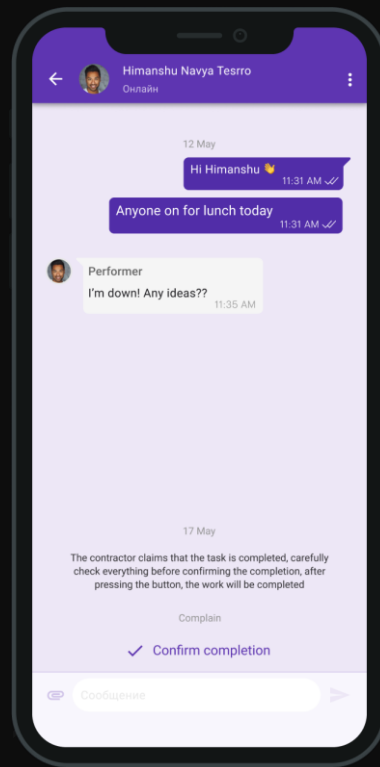 Himanshu Navya Tesrro
Онлайн
12 May
Hi Himanshu 👋
11:31 AM
Anyone on for lunch today
11:31 AM
Performer
I'm down! Any ideas??
11:35 AM
17 May
The contractor claims that the task is completed, carefully
check everything before confirming the completion, after
pressing the button, the work will be completed
Complain
Confirm completion
Сообщение